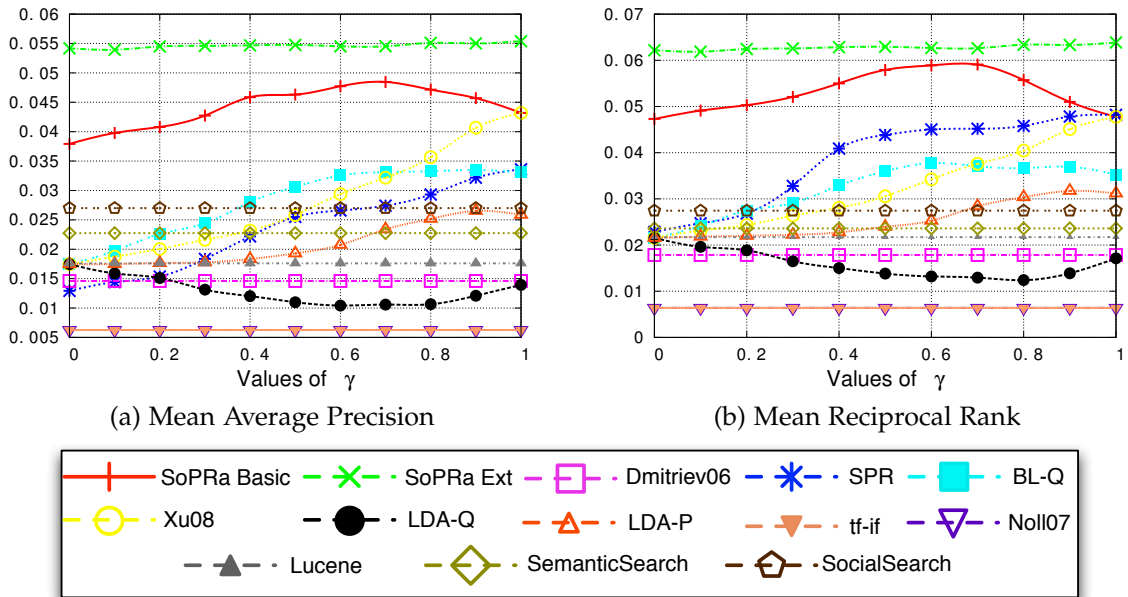 0. 06
0. 055
0. 05
0. 045
0. 04
0. 035
0. 03
0. 025
0. 02
0. 015
0. 01
0. 005
0 0. 2 0. 4 0. 6 0. 8 1
Values of γ
(a) Mean Average Precision
0. 07
0. 06
0. 05
0. 04
0. 03
0. 02
0. 01
0
0 0. 2 0. 4 0. 6 0. 8 1
Values of γ
(b) Mean Reciprocal Rank
SoPRa Basic SoPRa Ext Dmitriev06 SPR BL-Q
Xu08 LDA-Q LDA-P tf-if Noll07
Lucene SemanticSearch SocialSearch